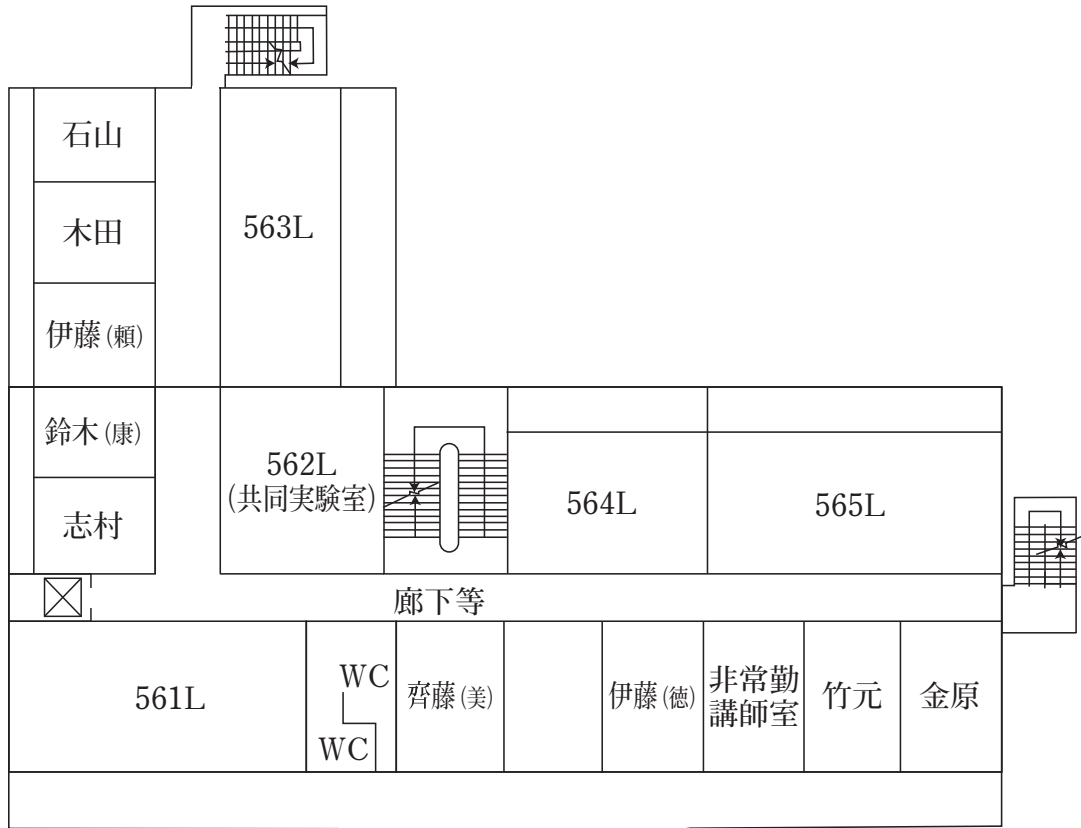 石山
木田
563L
伊藤(頼)
鈴木(康)
562L
(共同実験室)
564L
565L
志村
廊下等
561L
WC
WC
齊藤(美)
伊藤(徳)
非常勤
講師室
竹元
金原